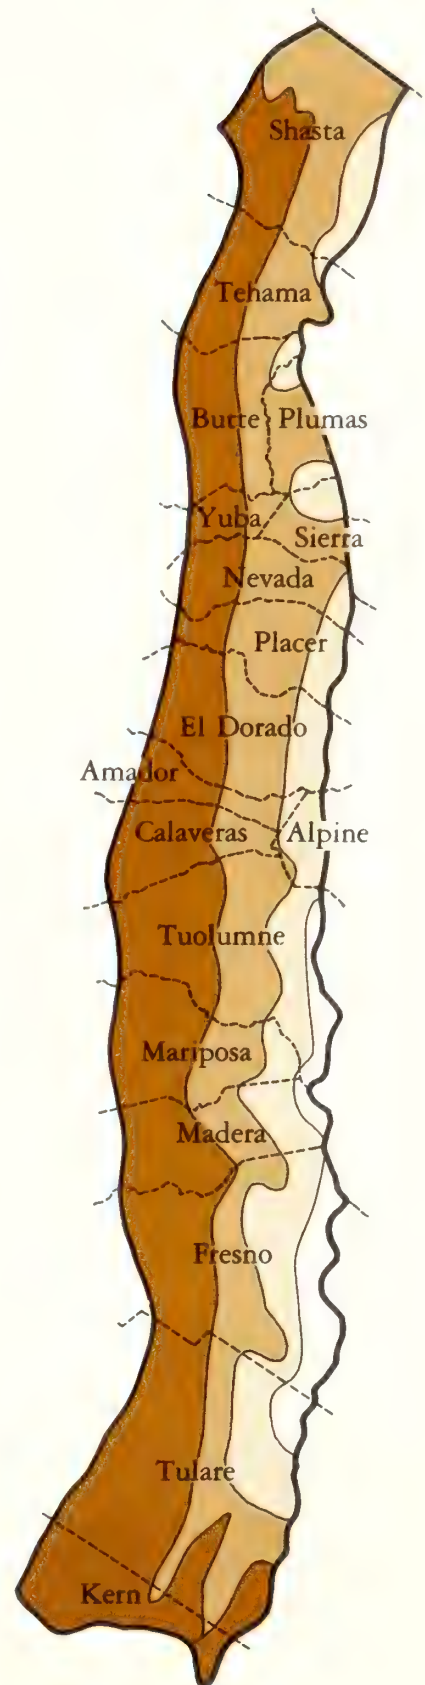 Shasta
Tehama
Butte
Plumas
Yuba
Sierra
Nevada
Placer
El Dorado
Amador
Calaveras
Alpine
Tuolumne
Mariposa
Madera
Fresno
Tulare
Kern